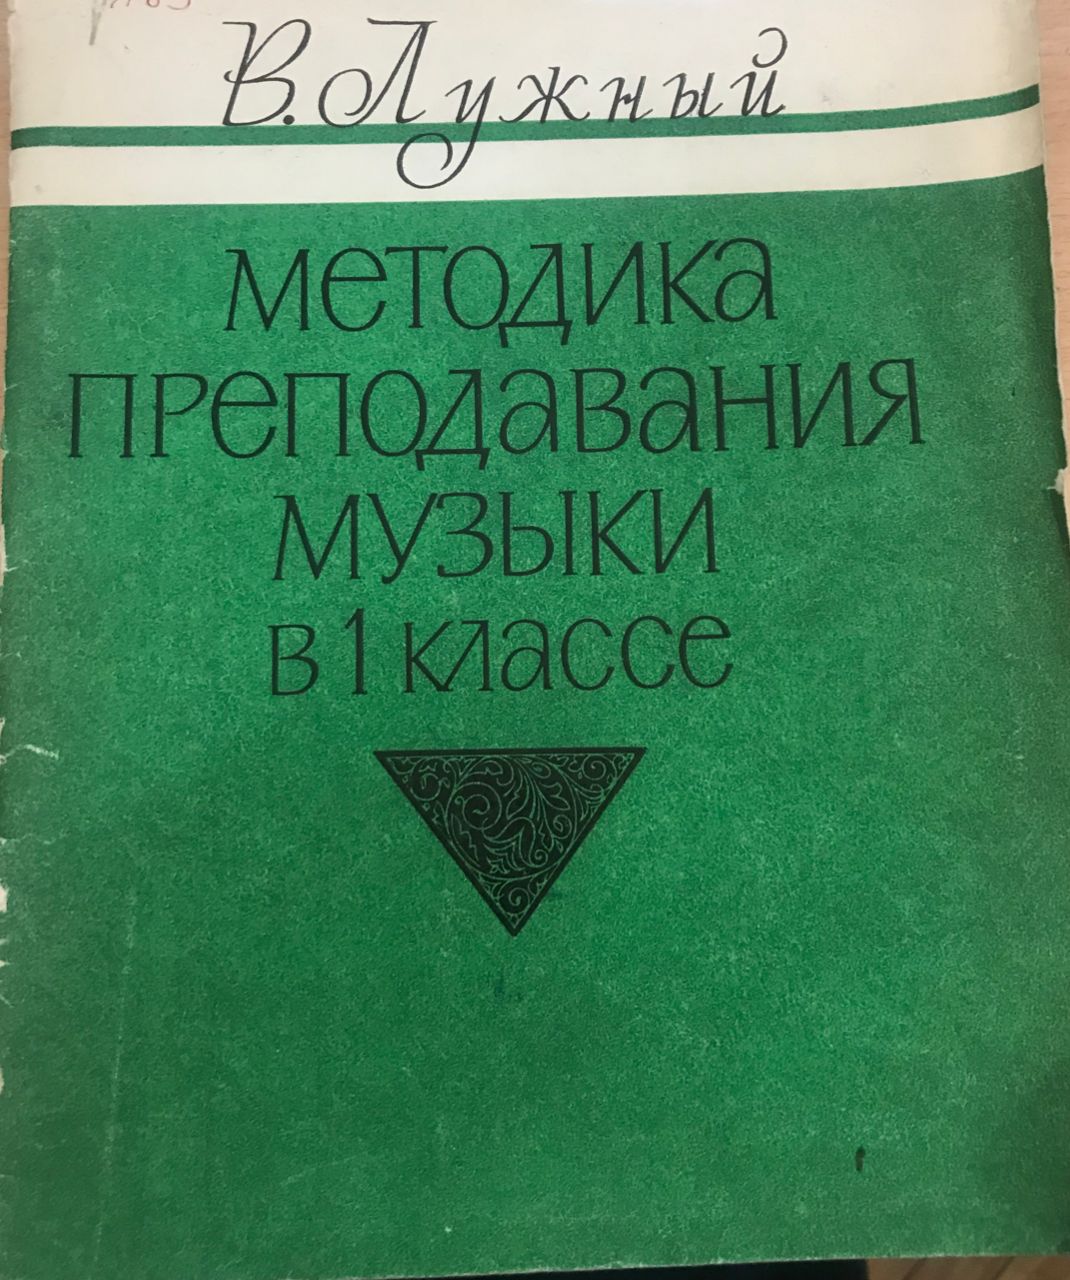 В. Лужный
методика
преподавания
музыки
в 1 классе